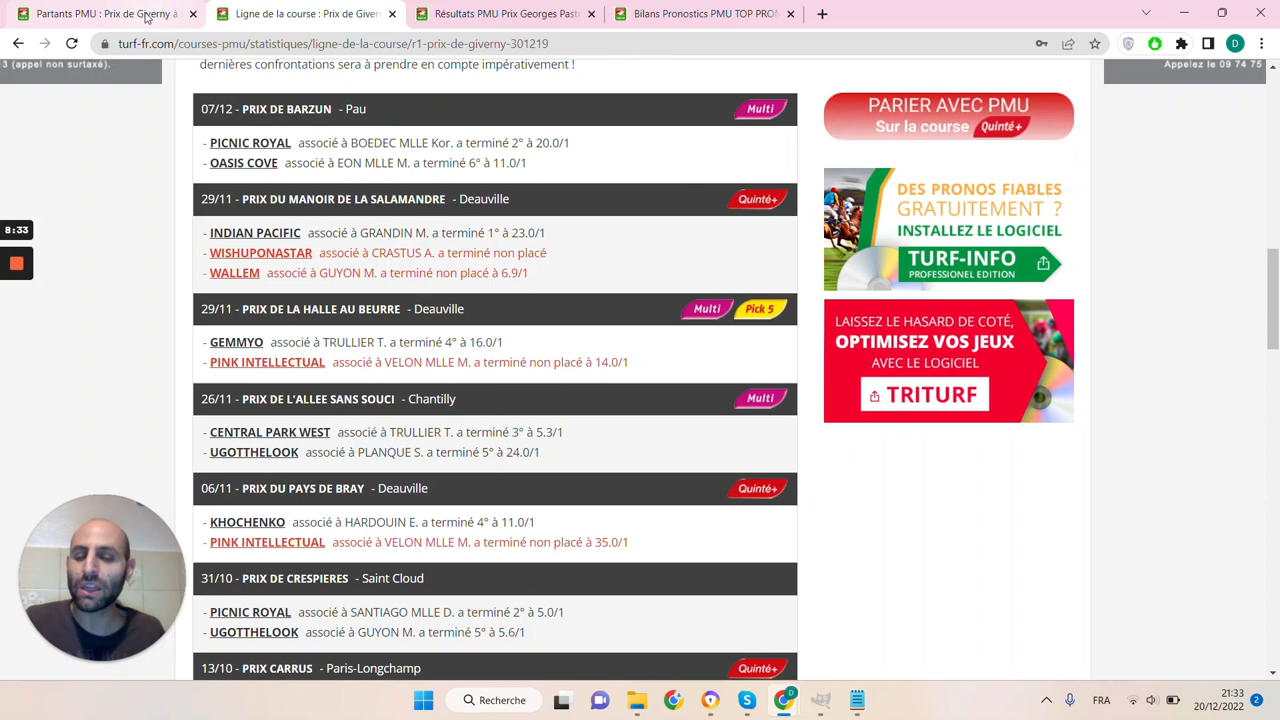 Partants PMU : Prix de Giverny à
Ligne de la course : Prix de Giver
Résultats PMU Prix Georges Past
Bilans Pronostics PMU TOP PRON
turf-fr.com/courses-pmu/statistiques/ligne-de-la-course/r1-prix-de-giverny-301219
D
3 (appel non surtaxé).
dernières confrontations sera à prendre en compte impérativement !
Appelez le 09 74 75
07/12 - PRIX DE BARZUN - Pau
Multi
- PICNIC ROYAL associé à BOEDEC MLLE Kor. a terminé 2° à 20.0/1
- OASIS COVE associé à EON MLLE M. a terminé 6° à 11.0/1
29/11 - PRIX DU MANOIR DE LA SALAMANDRE - Deauville
Quinté+
- INDIAN PACIFIC associé à GRANDIN M. a terminé 1° à 23.0/1
- WISHUPONASTAR associé à CRASTUS A. a terminé non placé
- WALLEM associé à GUYON M. a terminé non placé à 6.9/1
29/11 - PRIX DE LA HALLE AU BEURRE - Deauville
Multi Pick 5
- GEMMYO associé à TRULLIER T. a terminé 4° à 16.0/1
- PINK INTELLECTUAL associé à VELON MLLE M. a terminé non placé à 14.0/1
26/11 - PRIX DE L'ALLEE SANS SOUCI - Chantilly
Multi
- CENTRAL PARK WEST associé à TRULLIER T. a terminé 3° à 5.3/1
- UGOTTHELOOK associé à PLANQUE S. a terminé 5° à 24.0/1
06/11 - PRIX DU PAYS DE BRAY - Deauville
Quinté+
- KHOCHENKO associé à HARDOUIN E. a terminé 4° à 11.0/1
- PINK INTELLECTUAL associé à VELON MLLE M. a terminé non placé à 35.0/1
31/10 - PRIX DE CRESPIERES - Saint Cloud
- PICNIC ROYAL associé à SANTIAGO MLLE D. a terminé 2° à 5.0/1
- UGOTTHELOOK associé à GUYON M. a terminé 5° à 5.6/1
13/10 - PRIX CARRUS - Paris-Longchamp
Quinté+
PARIER AVEC PMU
Sur la course Quinté+
DES PRONOS FIABLES
GRATUITEMENT ?
INSTALLEZ LE LOGICIEL
TURF-INFO
PROFESSIONEL EDITION
LAISSEZ LE HASARD DE COTÉ,
OPTIMISEZ VOS JEUX
AVEC LE LOGICIEL
TRITURF
8:33
Recherche
D
FRA
21:33
20/12/2022
2